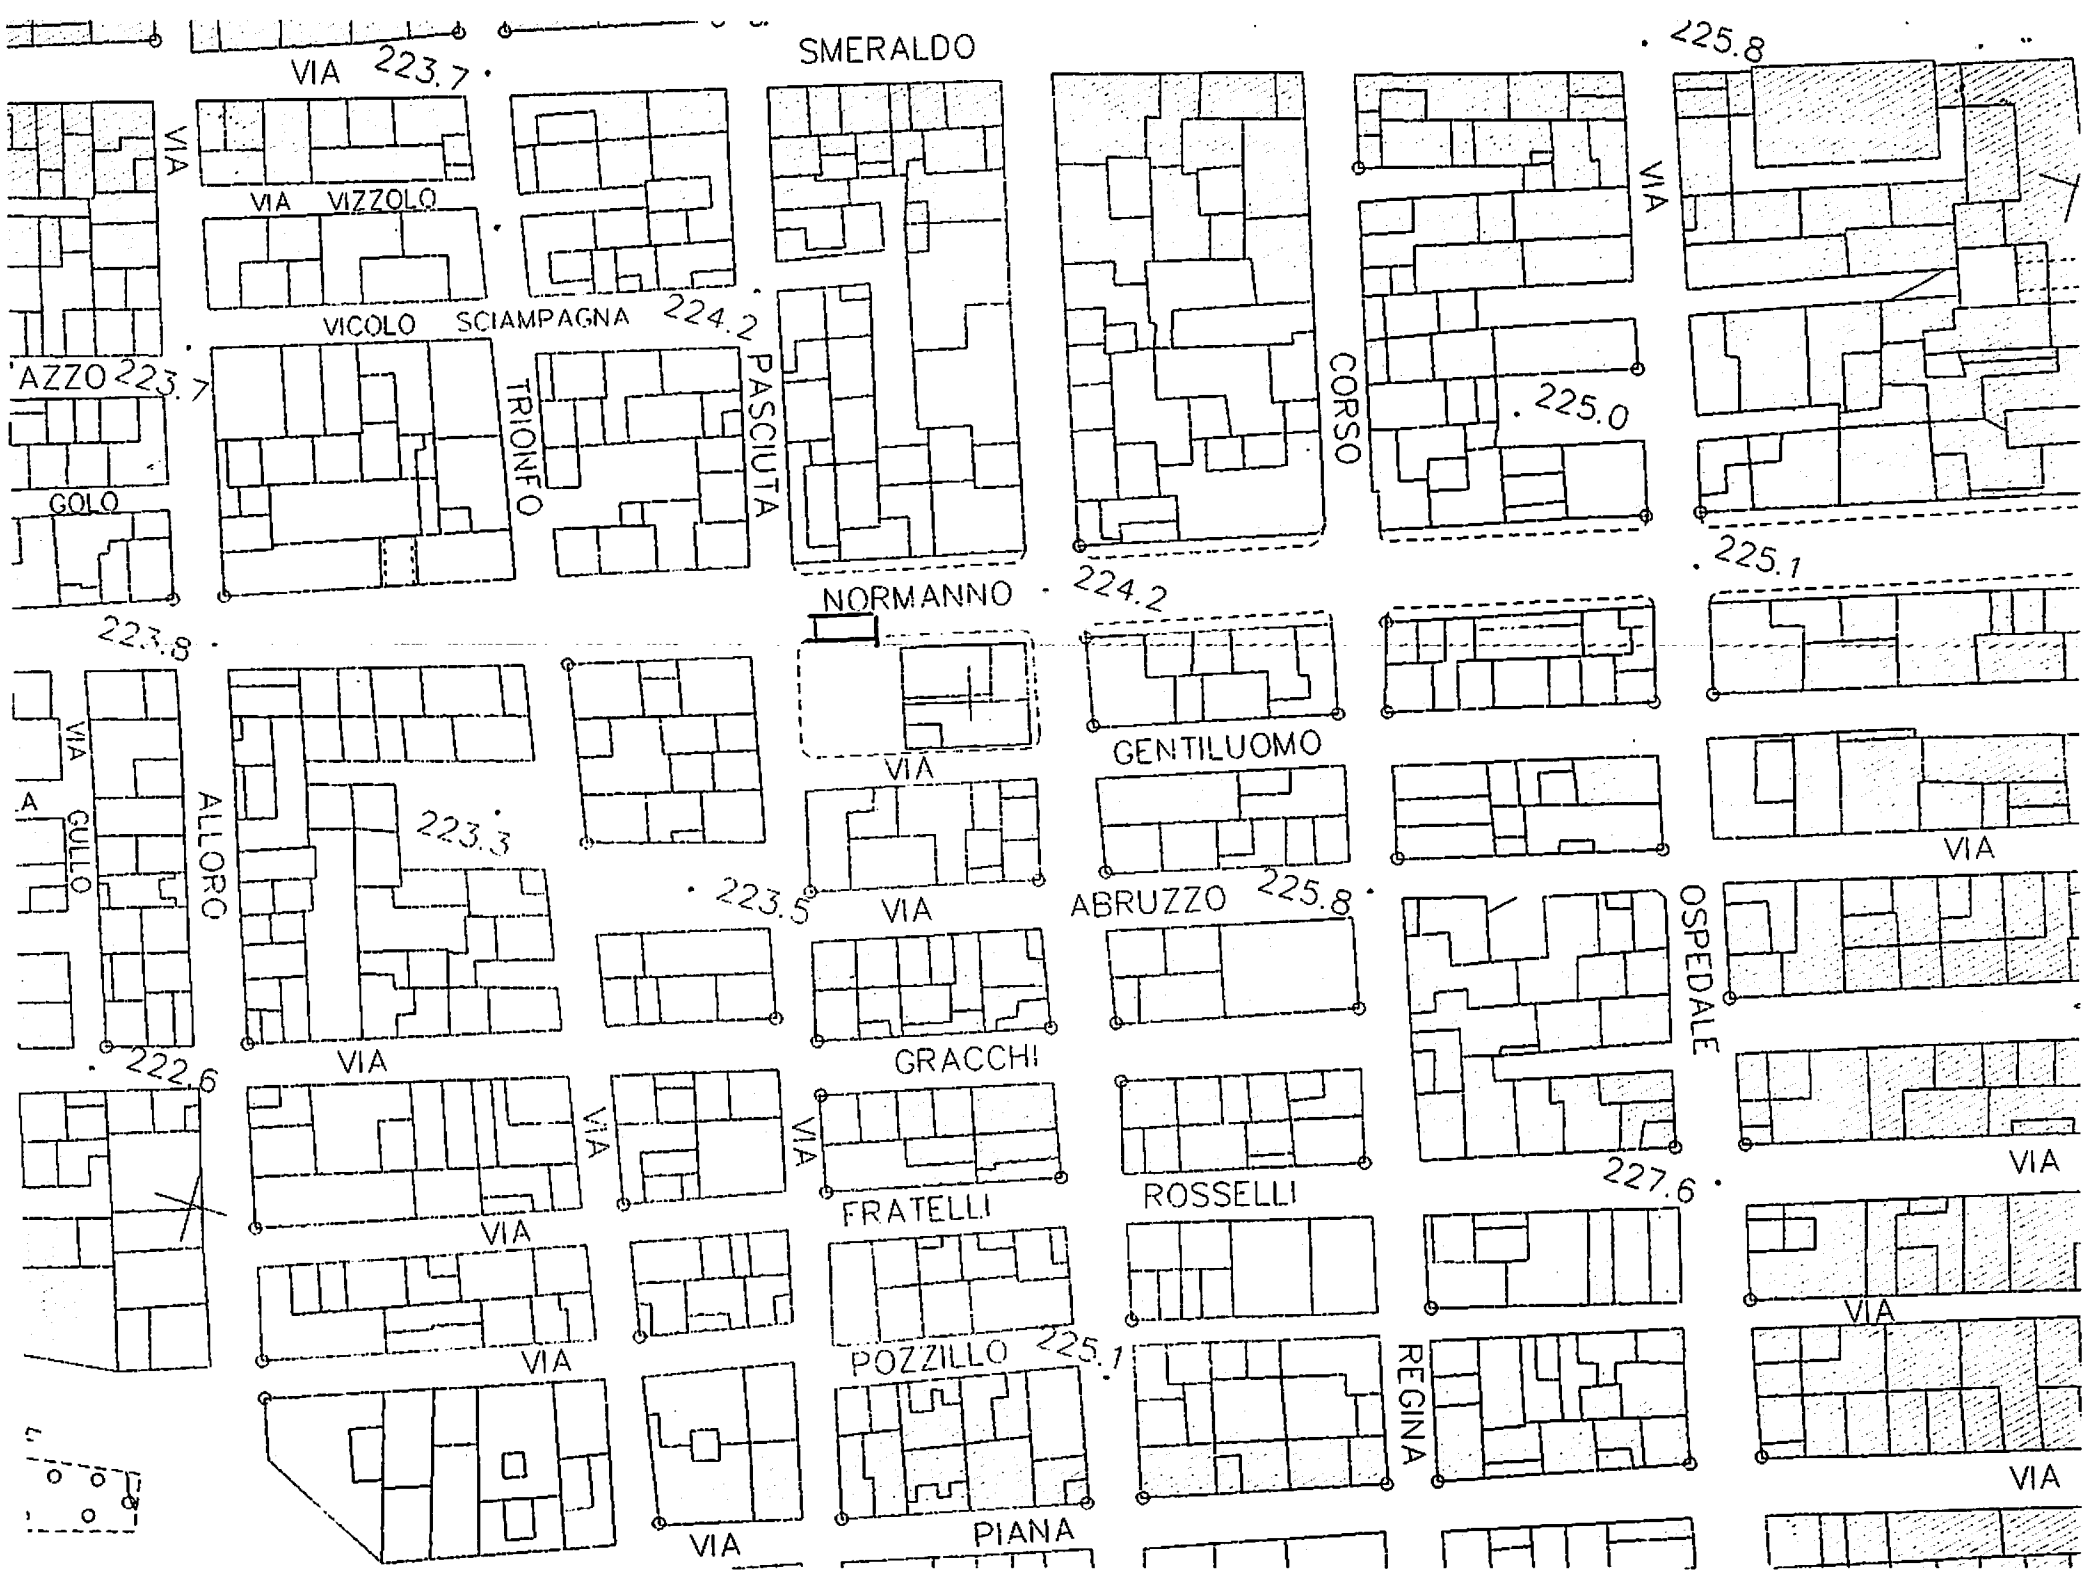 225.8
SMERALDO
VIA 223.7
VIA
VIA VIZZOLO
VIA
VICOLO SCIAMPAGNA 224.2
AZZO 223.7
TRIONFO
PASCIUTA
CORSO
225.0
GOLO
225.1
NORMANNO 224.2
223.8
VIA GULLO
GENTILUOMO
VIA
A
ALLORO
223.3
VIA
223.5
VIA ABRUZZO 225.8
OSPEDALE
VIA GRACCHI
222.6
VIA
VIA
VIA
227.6
FRATELLI ROSSELLI
VIA
VIA
VIA POZZILLO 225.1
REGINA
VIA
VIA PIANA